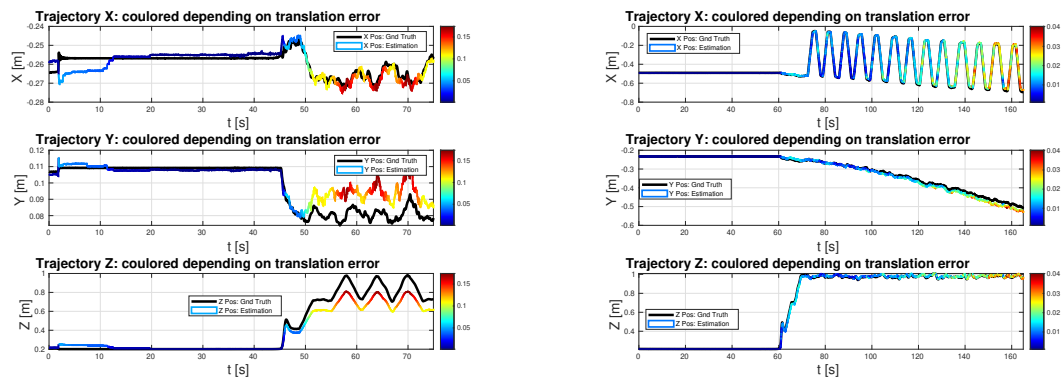 Trajectory X: coulored depending on translation error
-0.24
-0.25
-0.26
-0.27
-0.28
X [m]
X Pos: Gnd Truth
X Pos: Estimation
0 10 20 30 40 50 60 70
t [s]
0.15
0.1
0.05
Trajectory Y: coulored depending on translation error
0.12
0.11
0.1
0.09
0.08
Y [m]
Y Pos: Gnd Truth
Y Pos: Estimation
0 10 20 30 40 50 60 70
t [s]
0.15
0.1
0.05
Trajectory Z: coulored depending on translation error
1
0.8
0.6
0.4
0.2
Z [m]
Z Pos: Gnd Truth
Z Pos: Estimation
0 10 20 30 40 50 60 70
t [s]
0.15
0.1
0.05
Trajectory X: coulored depending on translation error
0
-0.2
-0.4
-0.6
-0.8
X [m]
X Pos: Gnd Truth
X Pos: Estimation
0 20 40 60 80 100 120 140 160
t [s]
0.04
0.03
0.02
0.01
Trajectory Y: coulored depending on translation error
-0.2
-0.3
-0.4
-0.5
-0.6
Y [m]
Y Pos: Gnd Truth
Y Pos: Estimation
0 20 40 60 80 100 120 140 160
t [s]
0.04
0.03
0.02
0.01
Trajectory Z: coulored depending on translation error
1
0.8
0.6
0.4
Z [m]
Z Pos: Gnd Truth
Z Pos: Estimation
0 20 40 60 80 100 120 140 160
t [s]
0.04
0.03
0.02
0.01